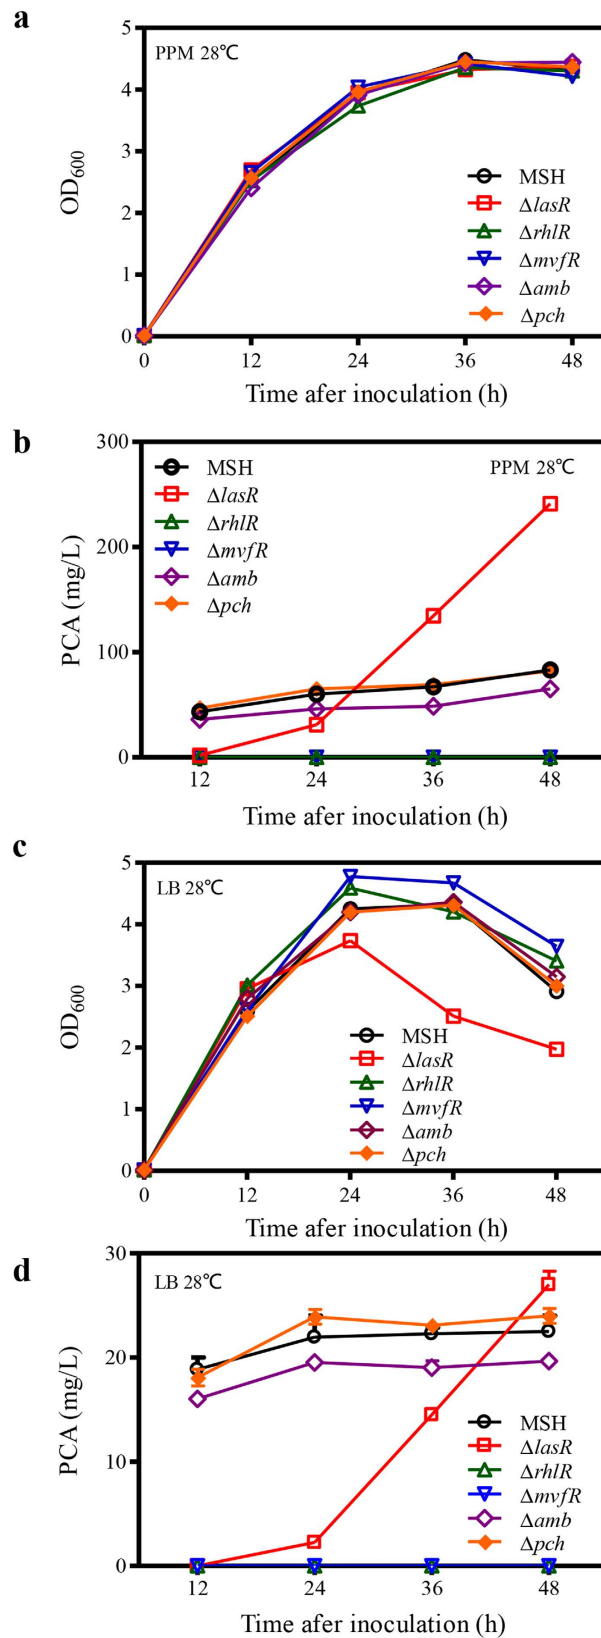 a
5
PPM 28℃
4
3
OD600
2
1
0
MSH
ΔlasR
ΔrhlR
ΔmvfR
Δamb
Δpch
0 12 24 36 48
Time afer inoculation (h)
b
300
PPM 28℃
200
PCA (mg/L)
100
0
MSH
ΔlasR
ΔrhlR
ΔmvfR
Δamb
Δpch
12 24 36 48
Time afer inoculation (h)
c
5
LB 28℃
4
3
OD600
2
1
0
MSH
ΔlasR
ΔrhlR
ΔmvfR
Δamb
Δpch
0 12 24 36 48
Time afer inoculation (h)
d
30
LB 28℃
20
PCA (mg/L)
10
0
MSH
ΔlasR
ΔrhlR
ΔmvfR
Δamb
Δpch
12 24 36 48
Time afer inoculation (h)